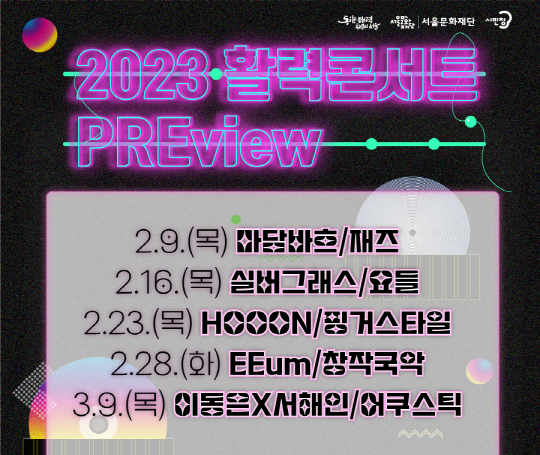 서울문화재단
시민청
2023 활력콘서트
PREview
2.9.(목) 마담바흐/재즈
2.16.(목) 실버그래스/요들
2.23.(목) HOOON/핑거스타일
2.28.(화) EEum/창작국악
3.9.(목) 이동은X서해인/어쿠스틱